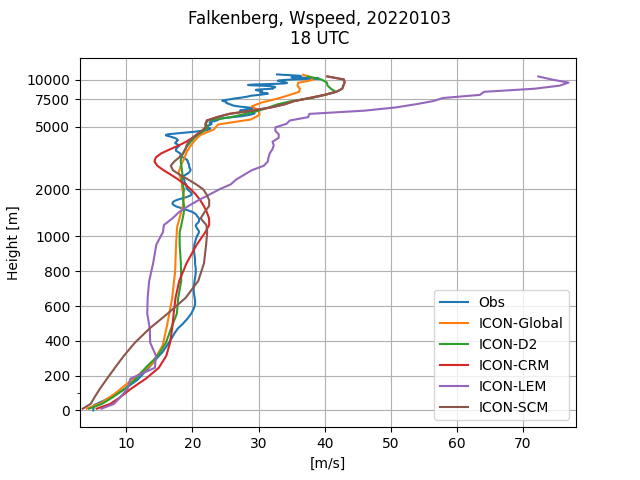 Falkenberg, Wspeed, 20220103
18 UTC
10000
7500
5000
2000
1000
800
600
400
200
0
Height [m]
10 20 30 40 50 60 70
[m/s]
Obs
ICON-Global
ICON-D2
ICON-CRM
ICON-LEM
ICON-SCM